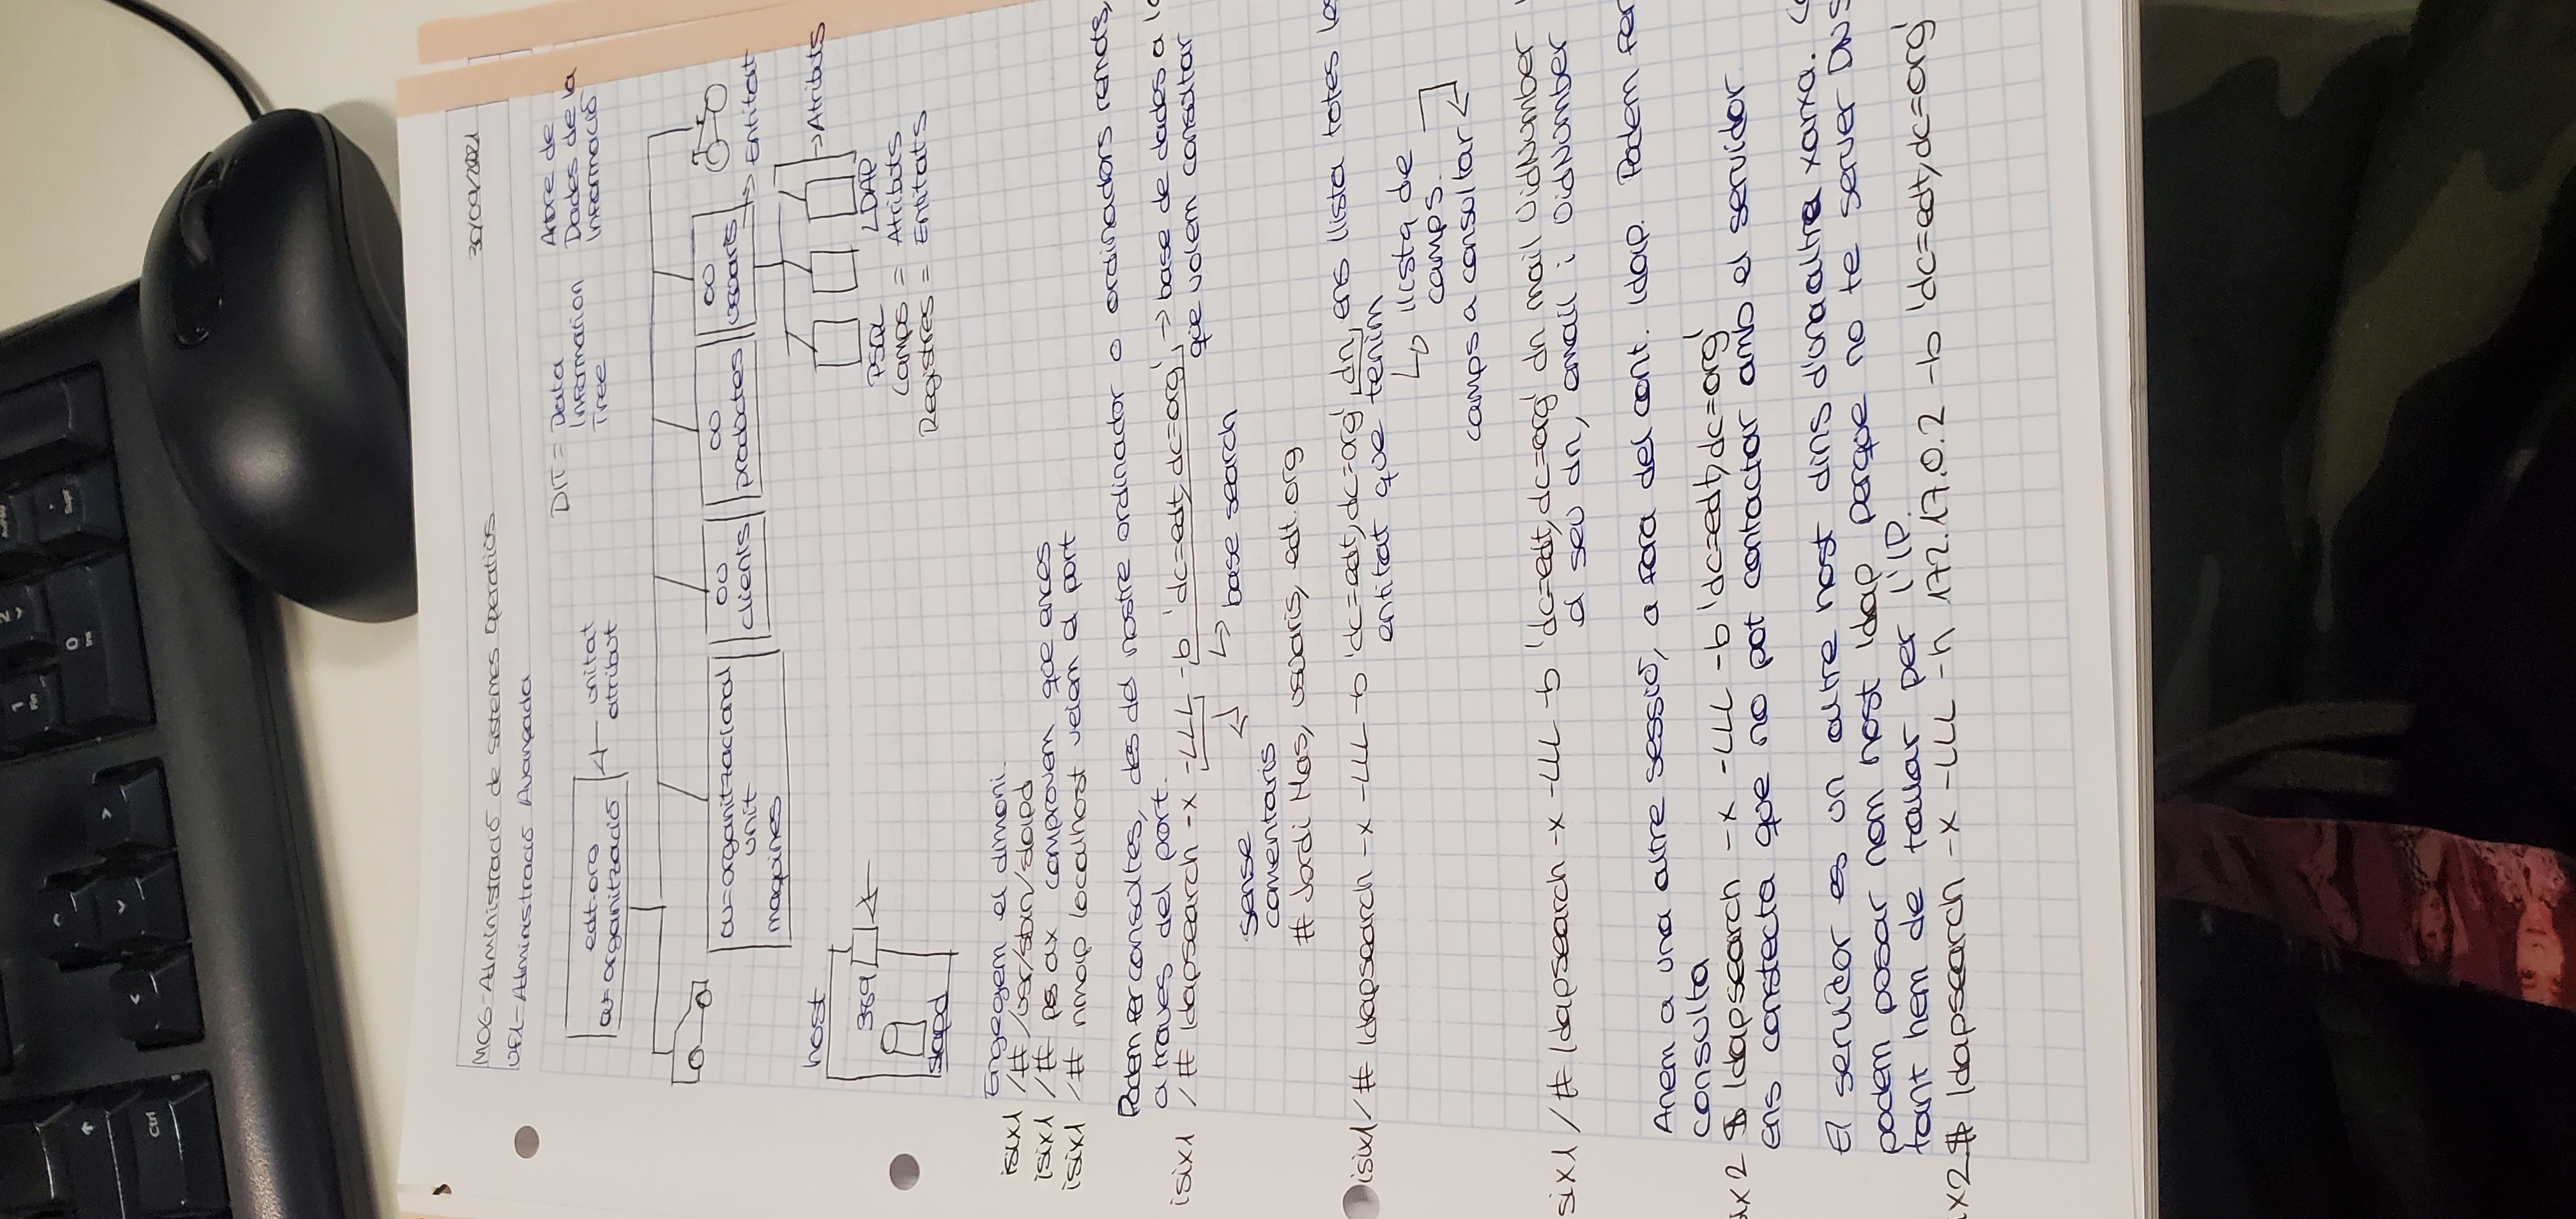 Ctrl
1
Fin
2
0
Ins
Supr
M06-Administració de Sistemes Operatius
30/09/2021
UF1-Administració Avançada
DIT = Data
Information
Tree
Arbre de
Dades de la
Informació
edt.org
o=organització
unitat
atribut
ou=organitzacional
unit
maquines
ou
clients
ou
productes
ou
usuaris
Entitat
Atributs
host
389
slapd
PSQL
LDAP
Camps = Atributs
Registres = Entitats
Engegem el dimoni.
isix1 /# /usr/sbin/slapd
isix1 /# ps ax comprovem que ences
isix1 /# nmap localhost veiem el port
Podem fer consultes, des del nostre ordinador o ordinadors remots,
a traves del port.
isix1 /# ldapsearch -x -LLL -b 'dc=edt,dc=org', → base de dades a la
que volem consultar
base search
sense
comentaris
# Jordi Mas, usuaris, edt.org
isix1/# ldapsearch -x -LLL -b 'dc=edt,dc=org', dn, ens llista totes les
entitat que tenim
llista de
camps.
camps a consultar
six1 /# ldapsearch -x -LLL -b 'dc=edt,dc=org' dn mail UidNumber
el seu dn, email i UidNumber
Anem a una altre sessió, a fora del cont. ldap. Podem fer
consulta
ix2 $ ldapsearch -x -LLL -b 'dc=edt,dc=org'
ens constecta que no pot contactar amb el servidor
El servidor es un altre host dins d'una altra xarxa.
podem posar nom host ldap perque no te server DNS
tant hem de tallar per l'IP.
ix2 $ ldapsearch -x -LLL -h 172.17.0.2 -b 'dc=edt,dc=org'